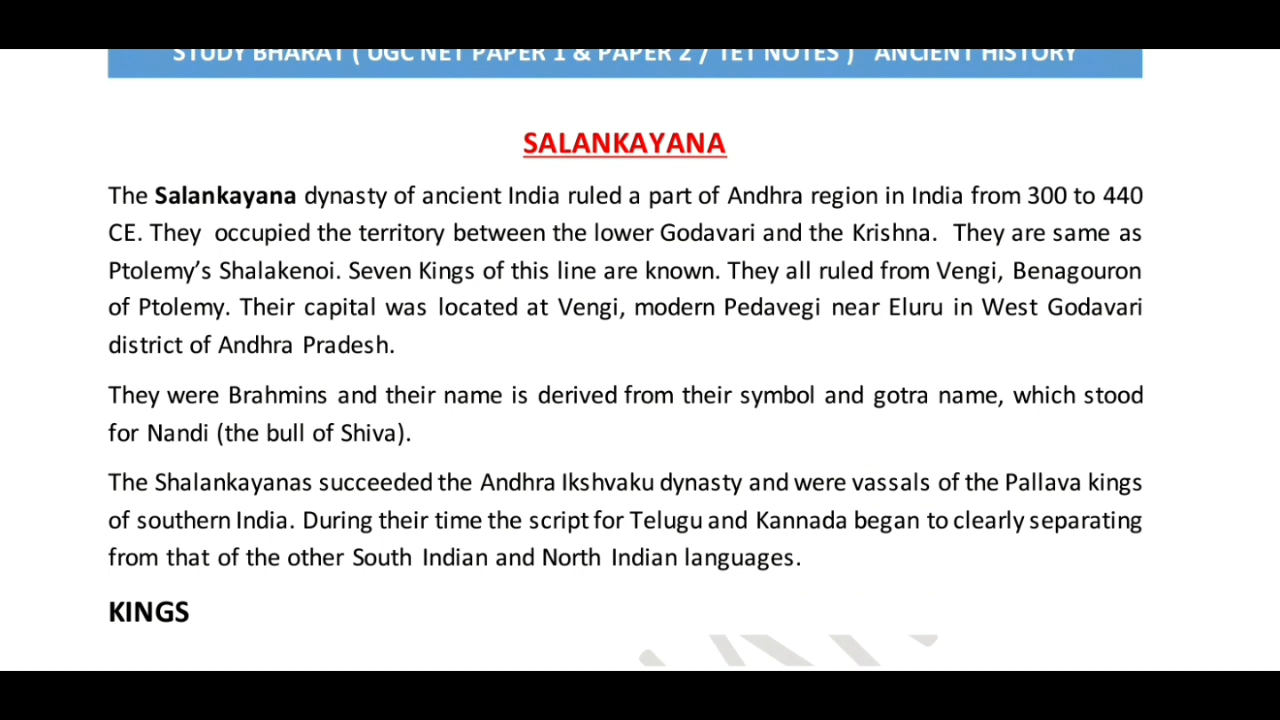 STUDY BHARAT ( UGC NET PAPER 1 & PAPER 2 / TET NOTES ) ANCIENT HISTORY
SALANKAYANA
The Salankayana dynasty of ancient India ruled a part of Andhra region in India from 300 to 440
CE. They occupied the territory between the lower Godavari and the Krishna. They are same as
Ptolemy’s Shalakenoi. Seven Kings of this line are known. They all ruled from Vengi, Benagouron
of Ptolemy. Their capital was located at Vengi, modern Pedavegi near Eluru in West Godavari
district of Andhra Pradesh.
They were Brahmins and their name is derived from their symbol and gotra name, which stood
for Nandi (the bull of Shiva).
The Shalankayanas succeeded the Andhra Ikshvaku dynasty and were vassals of the Pallava kings
of southern India. During their time the script for Telugu and Kannada began to clearly separating
from that of the other South Indian and North Indian languages.
KINGS